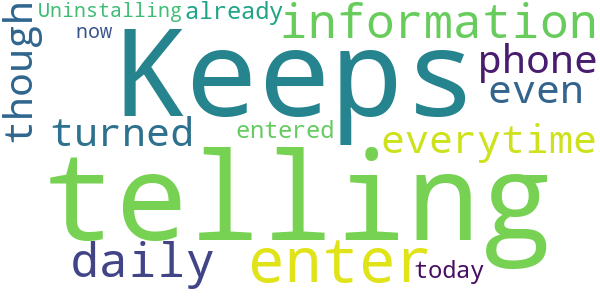 Uninstalling already information
now
though Keeps phone
even
turned entered everytime
telling
daily enter today